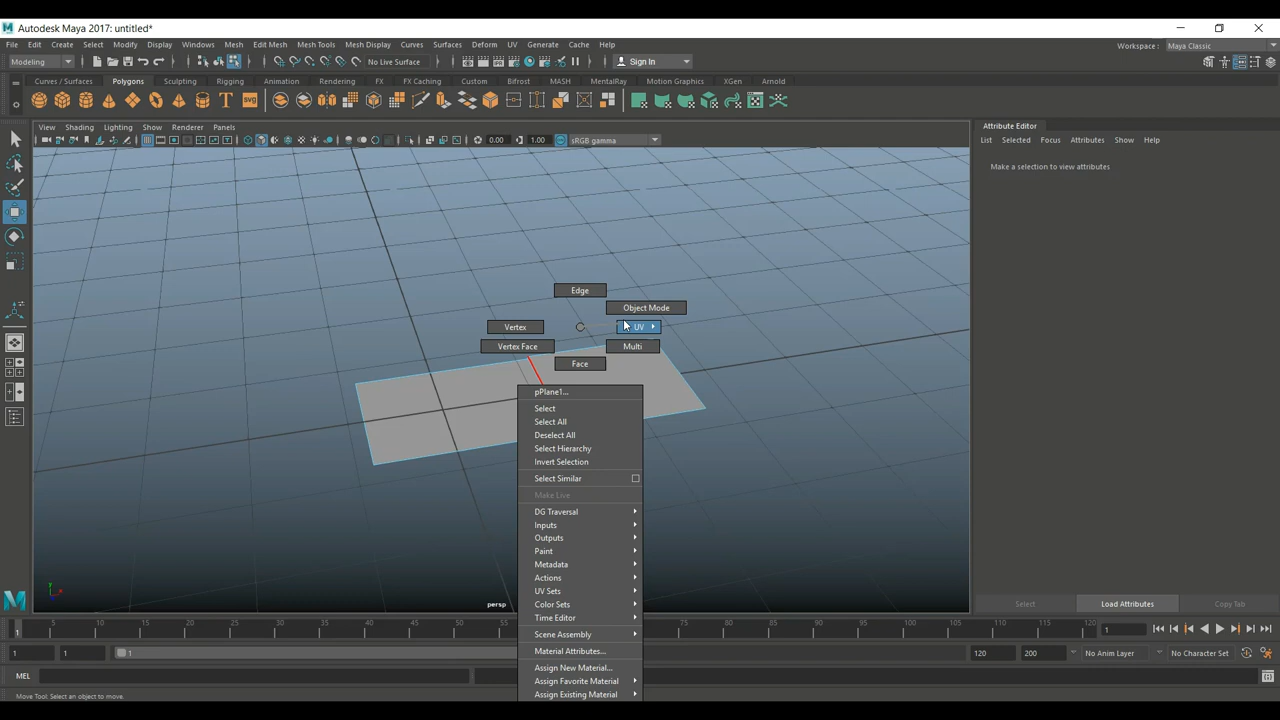 Autodesk Maya 2017: untitled*
File Edit Create Select Modify Display Windows Mesh Edit Mesh Mesh Tools Mesh Display Curves Surfaces Deform UV Generate Cache Help
Workspace : Maya Classic
Modeling No Live Surface Sign In
Curves / Surfaces Polygons Sculpting Rigging Animation Rendering FX FX Caching Custom Bifrost MASH MentalRay Motion Graphics XGen Arnold
View Shading Lighting Show Renderer Panels
0.00 1.00 sRGB gamma
Attribute Editor
List Selected Focus Attributes Show Help
Make a selection to view attributes
Edge
Object Mode
Vertex UV
Vertex Face Multi
Face
pPlane1...
Select
Select All
Deselect All
Select Hierarchy
Invert Selection
Select Similar
Make Live
DG Traversal
Inputs
Outputs
Paint
Metadata
Actions
UV Sets
Color Sets
Time Editor
Scene Assembly
Material Attributes...
Assign New Material...
Assign Favorite Material
Assign Existing Material
persp
Select Load Attributes Copy Tab
1 5 10 15 20 25 30 35 40 45 50 55 75 80 85 90 95 100 105 110 115 120 1
1 1 1 120 200 No Anim Layer No Character Set
MEL
Move Tool: Select an object to move.